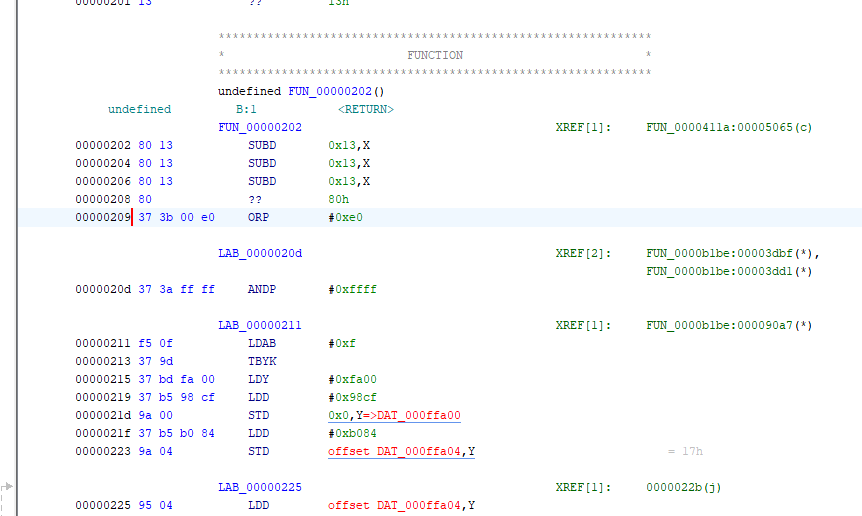 00000201 13 ?? 13h
*************************************************************
* FUNCTION *
*************************************************************
undefined FUN_00000202()
undefined B:1 <RETURN>
FUN_00000202 XREF[1]: FUN_0000411a:00005065(c)
00000202 80 13 SUBD 0x13,X
00000204 80 13 SUBD 0x13,X
00000206 80 13 SUBD 0x13,X
00000208 80 ?? 80h
00000209 37 3b 00 e0 ORP #0xe0
LAB_0000020d XREF[2]: FUN_0000b1be:00003dbf(*),
FUN_0000b1be:00003dd1(*)
0000020d 37 3a ff ff ANDP #0xffff
LAB_00000211 XREF[1]: FUN_0000b1be:000090a7(*)
00000211 f5 0f LDAB #0xf
00000213 37 9d TBYK
00000215 37 bd fa 00 LDY #0xfa00
00000219 37 b5 98 cf LDD #0x98cf
0000021d 9a 00 STD 0x0,Y=>DAT_000ffa00
0000021f 37 b5 b0 84 LDD #0xb084
00000223 9a 04 STD offset DAT_000ffa04,Y = 17h
LAB_00000225 XREF[1]: 0000022b(j)
00000225 95 04 LDD offset DAT_000ffa04,Y